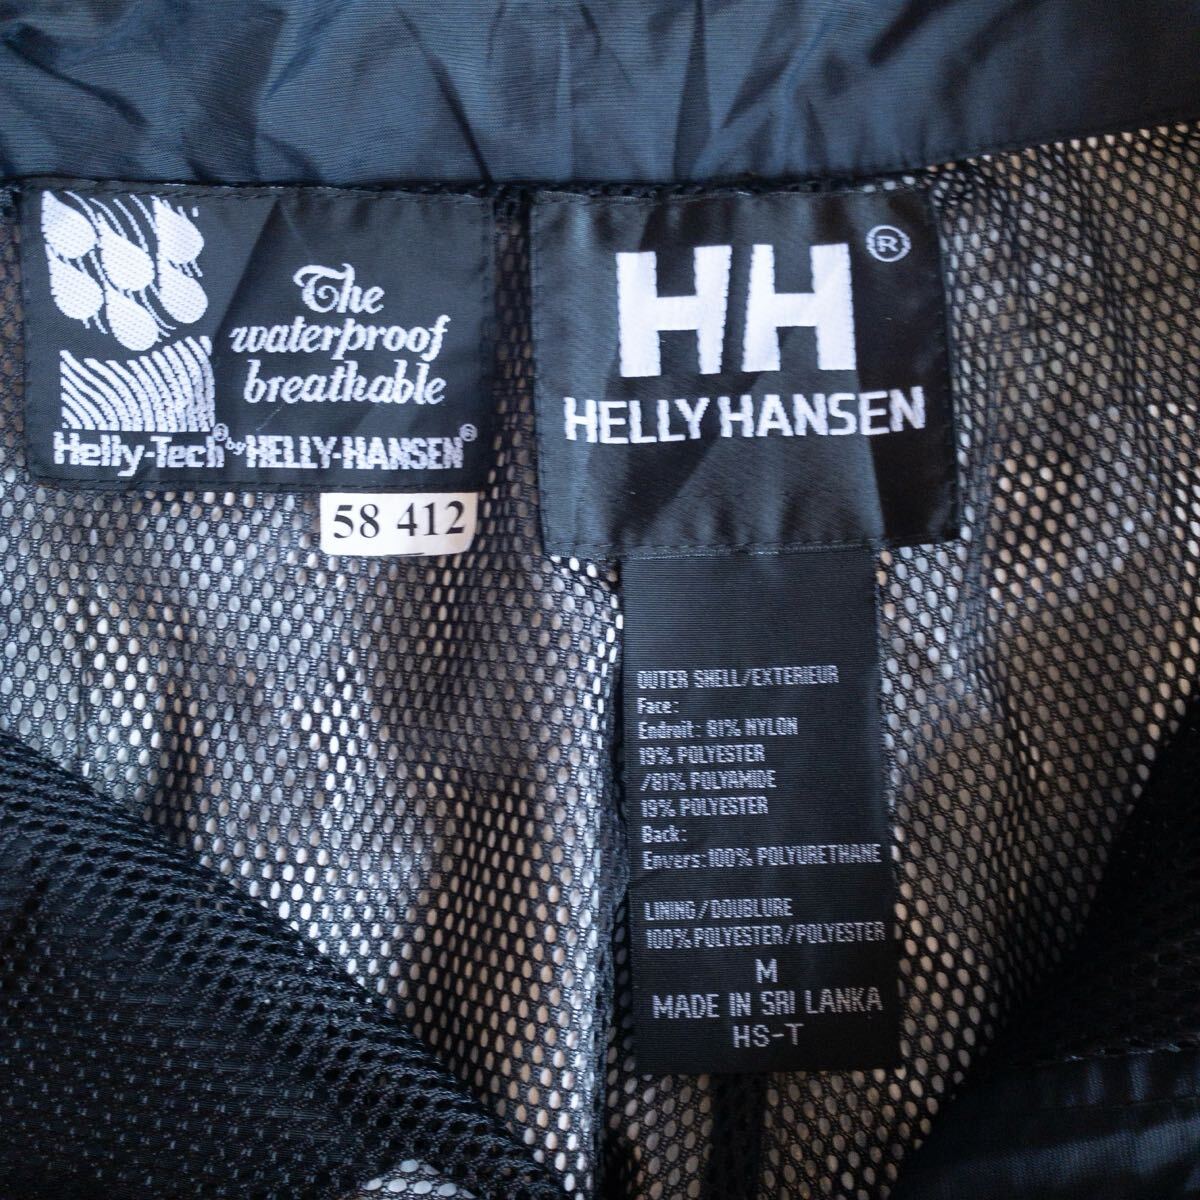 The
waterproof
breathable
Helly-Tech® by HELLY-HANSEN®
58 412
HH®
HELLY HANSEN
OUTER SHELL/EXTERIEUR
Face:
Endroit: 81% NYLON
19% POLYESTER
/81% POLYAMIDE
19% POLYESTER
Back:
Envers:100% POLYURETHANE
LINING/DOUBLURE
100% POLYESTER/POLYESTER
M
MADE IN SRI LANKA
HS-T